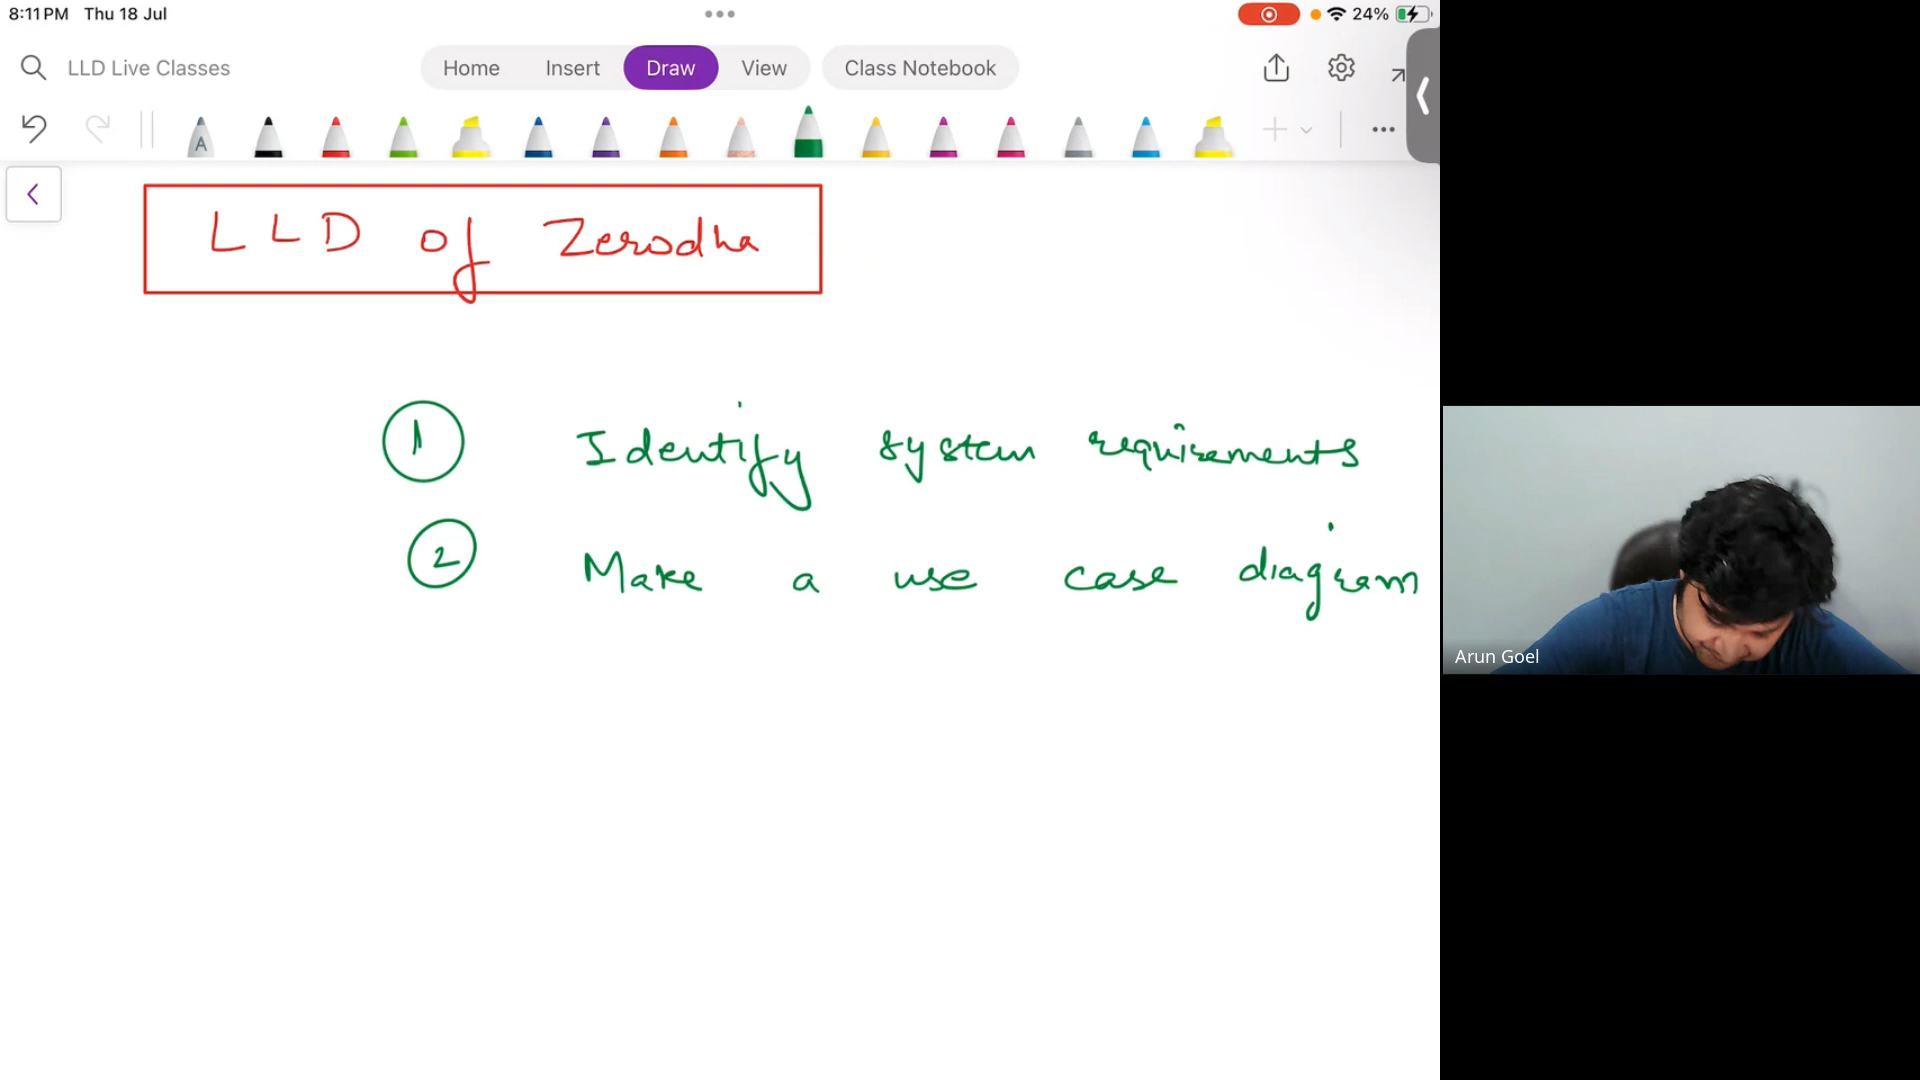 8:11 PM Thu 18 Jul
24%
LLD Live Classes
Home Insert Draw View Class Notebook
A
LLD of Zerodha
1 Identify system requirements
2 Make a use case diagram
Arun Goel